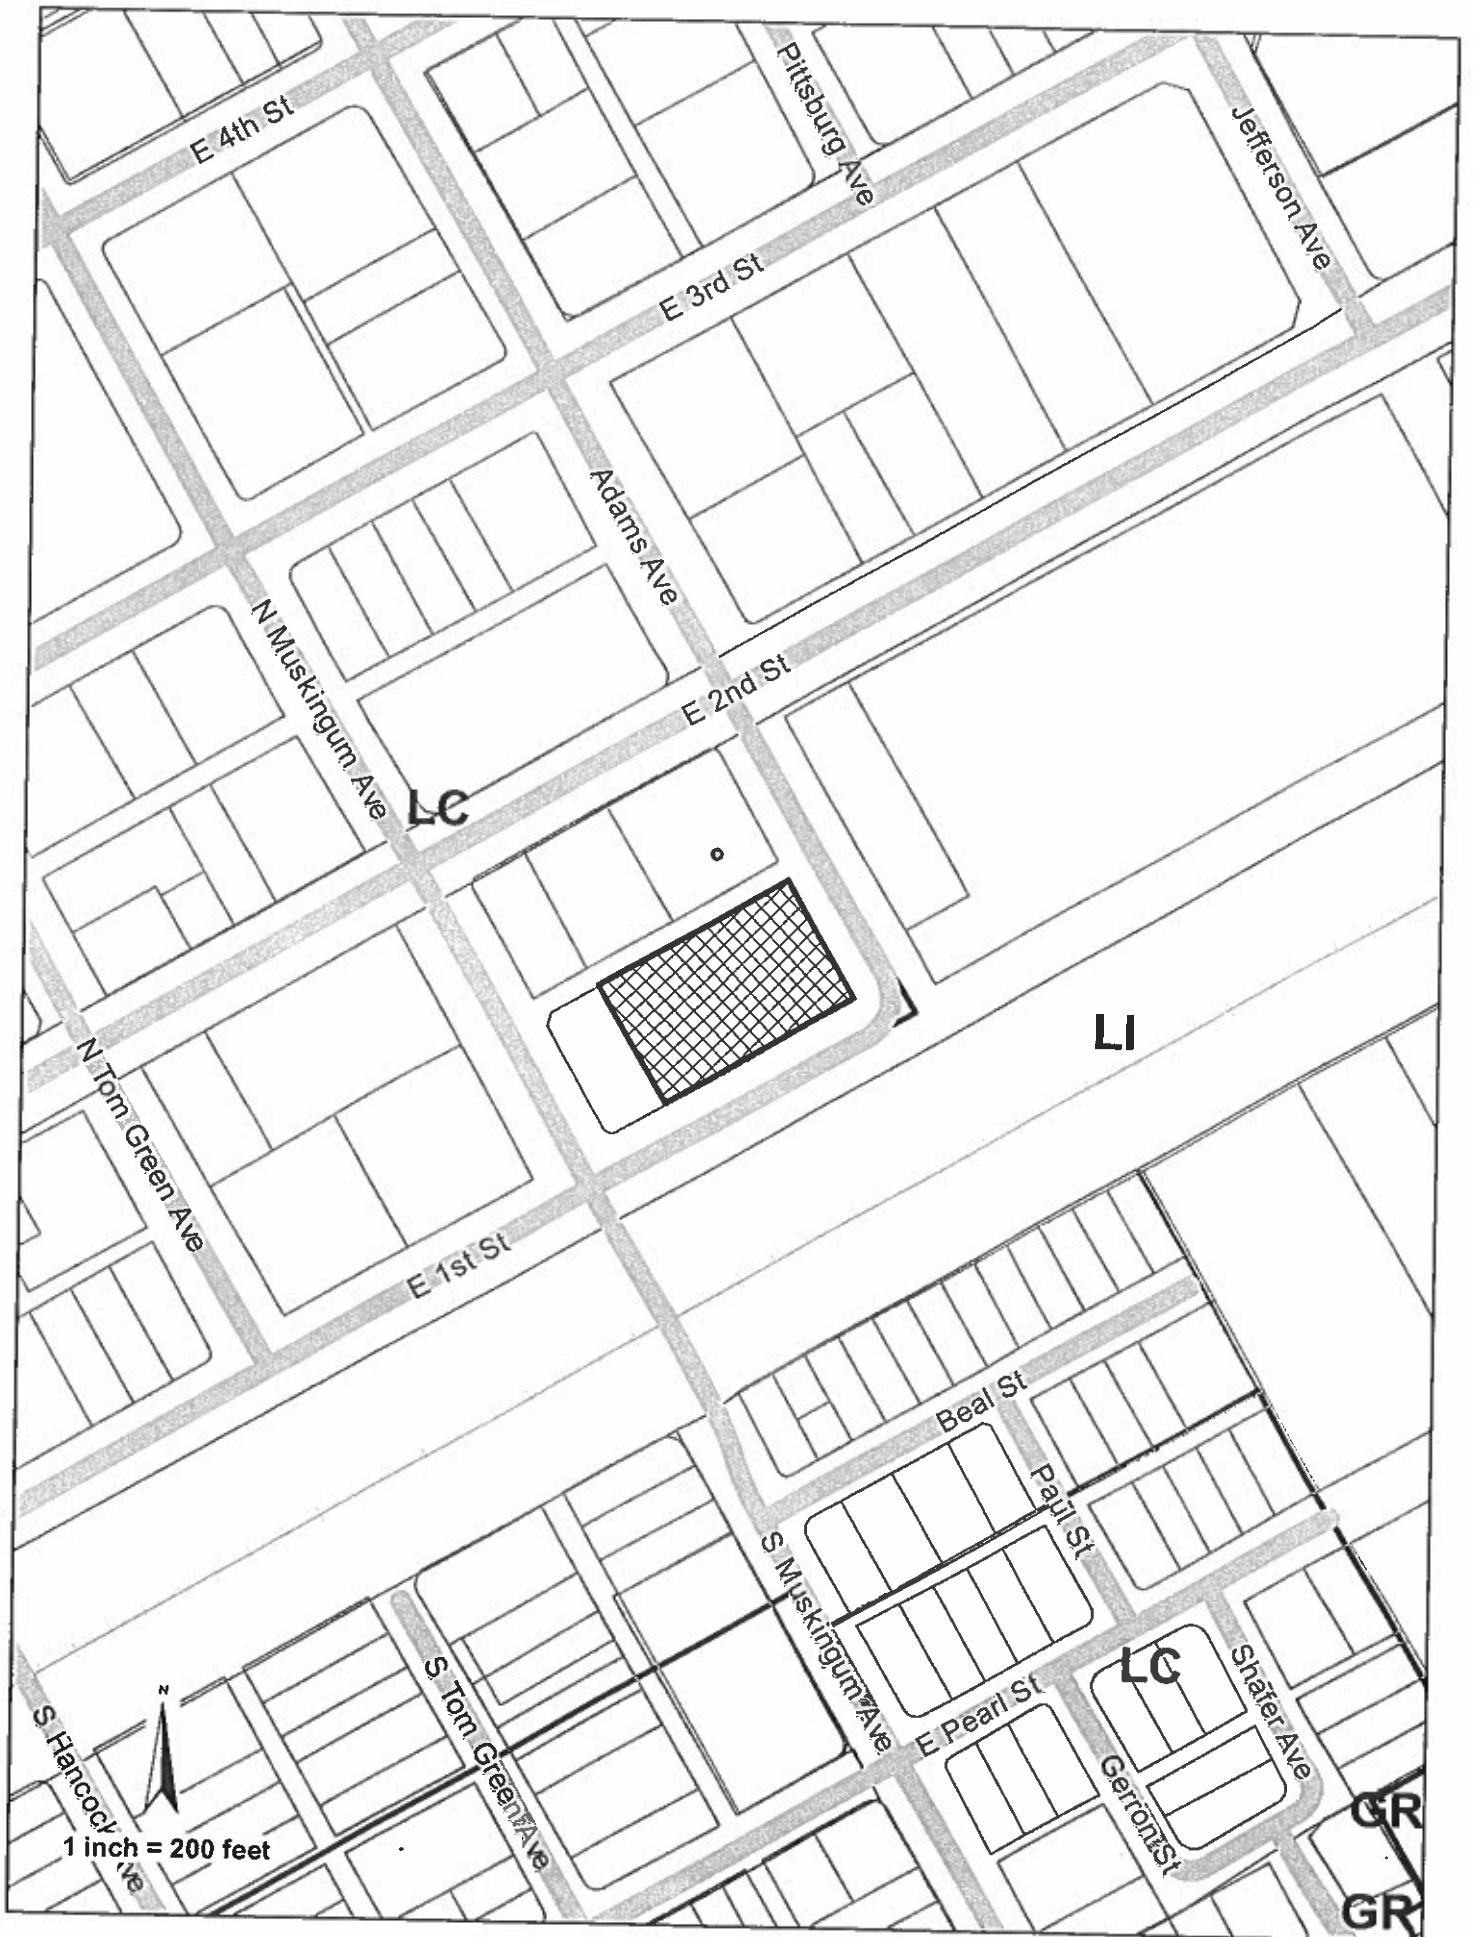 Pittsburg Ave
E 4th St
Jefferson Ave
E 3rd St
Adams Ave
N Muskingum Ave
E 2nd St
LC
LI
N Tom Green Ave
E 1st St
Beal St
Paul St
S Muskingum Ave
LC
Shafer Ave
S Tom Green Ave
E Pearl St
N
S Hancock Ave
Gerron St
GR
1 inch = 200 feet
GR